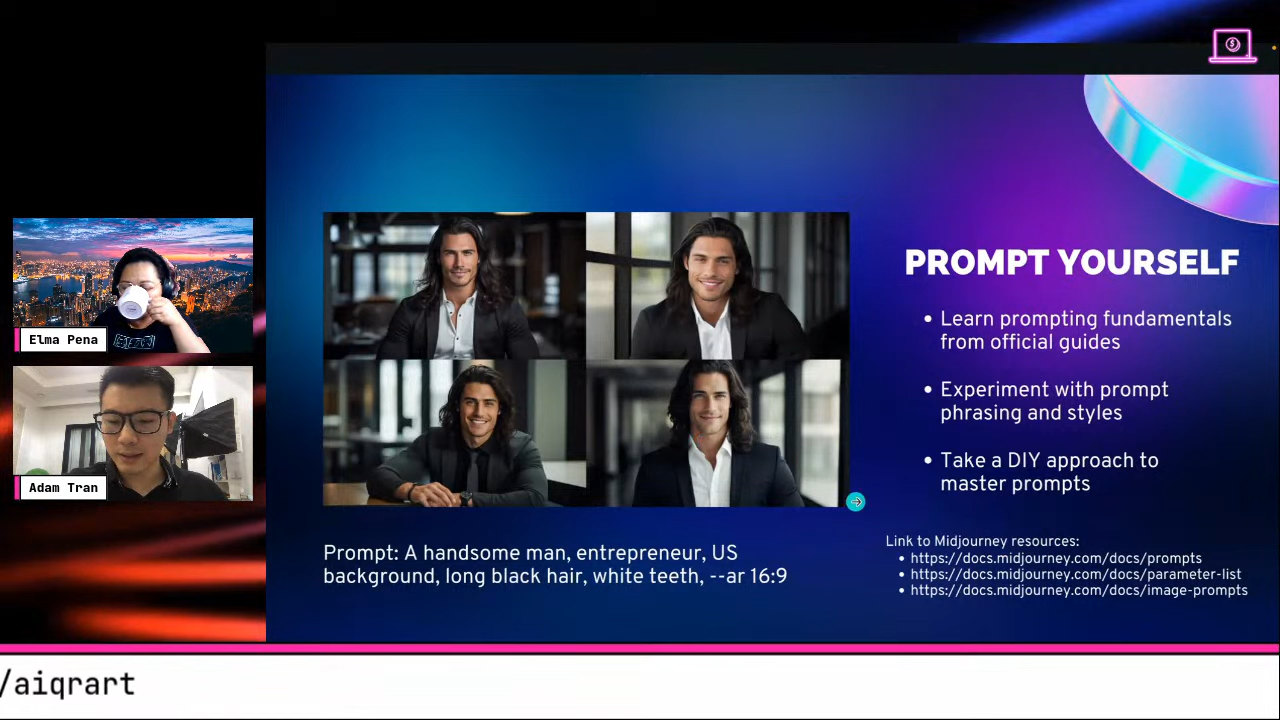 PROMPT YOURSELF
Learn prompting fundamentals
from official guides
Experiment with prompt
phrasing and styles
Take a DIY approach to
master prompts
Elma Pena
Adam Tran
Prompt: A handsome man, entrepreneur, US
background, long black hair, white teeth, --ar 16:9
Link to Midjourney resources:
https://docs.midjourney.com/docs/prompts
https://docs.midjourney.com/docs/parameter-list
https://docs.midjourney.com/docs/image-prompts
/aiqrart